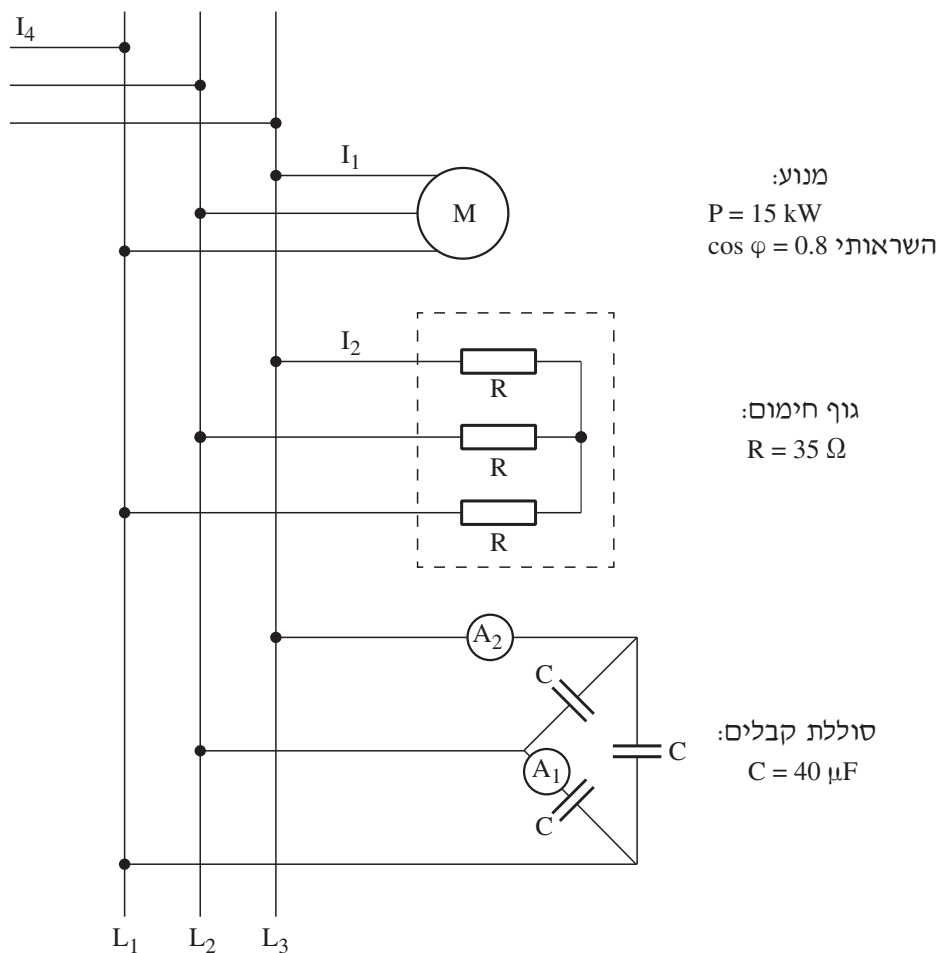 I4
I1
M
מנוע:
P = 15 kW
cos φ = 0.8 השראותי
I2
R
R
R
גוף חימום:
R = 35 Ω
A2
C
C
A1
C
סוללת קבלים:
C = 40 μF
L1 L2 L3